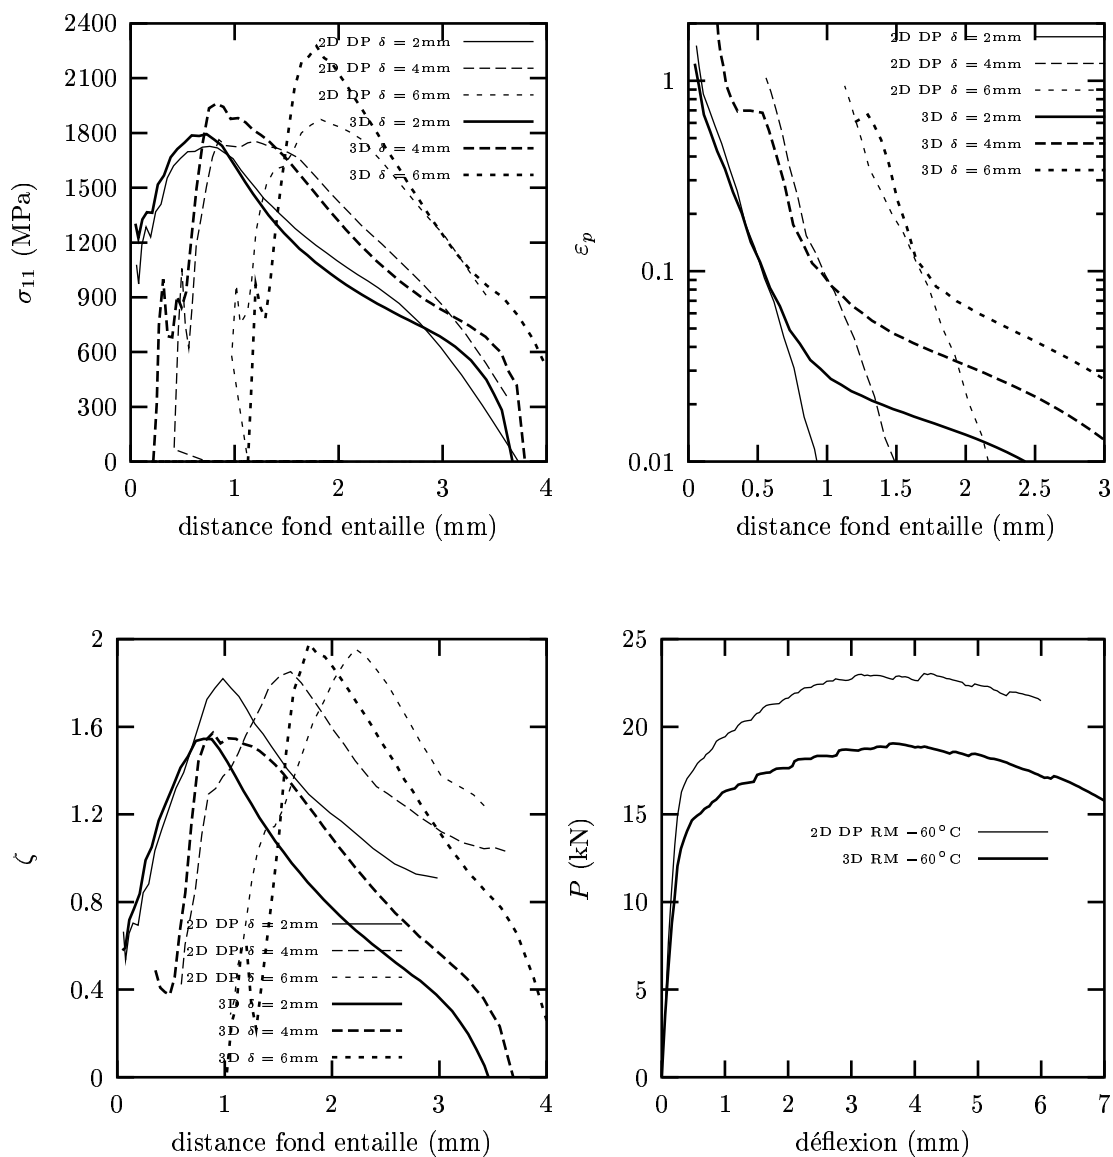 2400
2100
1800
1500
1200
900
600
300
0
0 1 2 3 4
σ11 (MPa)
distance fond entaille (mm)
2D DP δ = 2mm
2D DP δ = 4mm
2D DP δ = 6mm
3D δ = 2mm
3D δ = 4mm
3D δ = 6mm
1
0.1
0.01
0 0.5 1 1.5 2 2.5 3
εp
distance fond entaille (mm)
2D DP δ = 2mm
2D DP δ = 4mm
2D DP δ = 6mm
3D δ = 2mm
3D δ = 4mm
3D δ = 6mm
2
1.6
1.2
0.8
0.4
0
0 1 2 3 4
ζ
distance fond entaille (mm)
2D DP δ = 2mm
2D DP δ = 4mm
2D DP δ = 6mm
3D δ = 2mm
3D δ = 4mm
3D δ = 6mm
25
20
15
10
5
0
0 1 2 3 4 5 6 7
P (kN)
déflexion (mm)
2D DP RM −60°C
3D RM −60°C